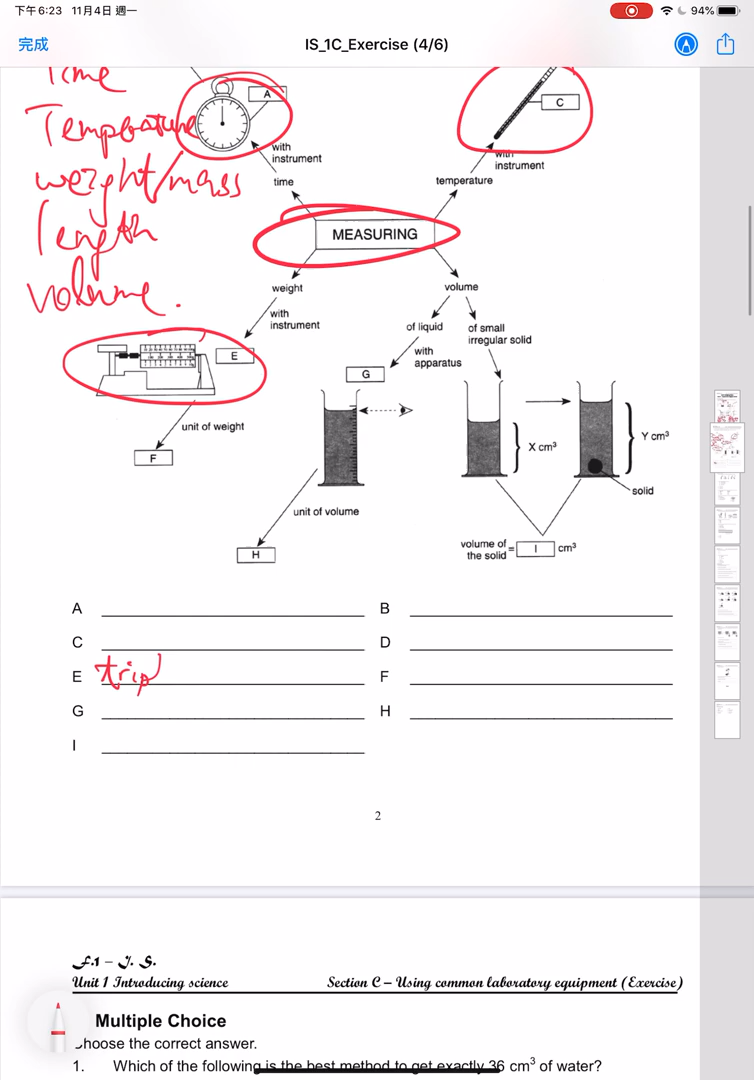 下午6:23 11月4日 週一
94%
完成
IS_1C_Exercise (4/6)
Time
Temperature
weight/mass
length
volume.
A
C
with
instrument
with
instrument
time
temperature
MEASURING
weight
volume
with
instrument
of liquid
of small
irregular solid
with
apparatus
E
G
unit of weight
F
X cm³
Y cm³
solid
unit of volume
H
volume of
the solid
= I cm³
A
B
C
D
E trip
F
G
H
I
2
F.1 – I. S.
Unit 1 Introducing science
Section C – Using common laboratory equipment (Exercise)
Multiple Choice
Choose the correct answer.
1. Which of the following is the best method to get exactly 36 cm³ of water?